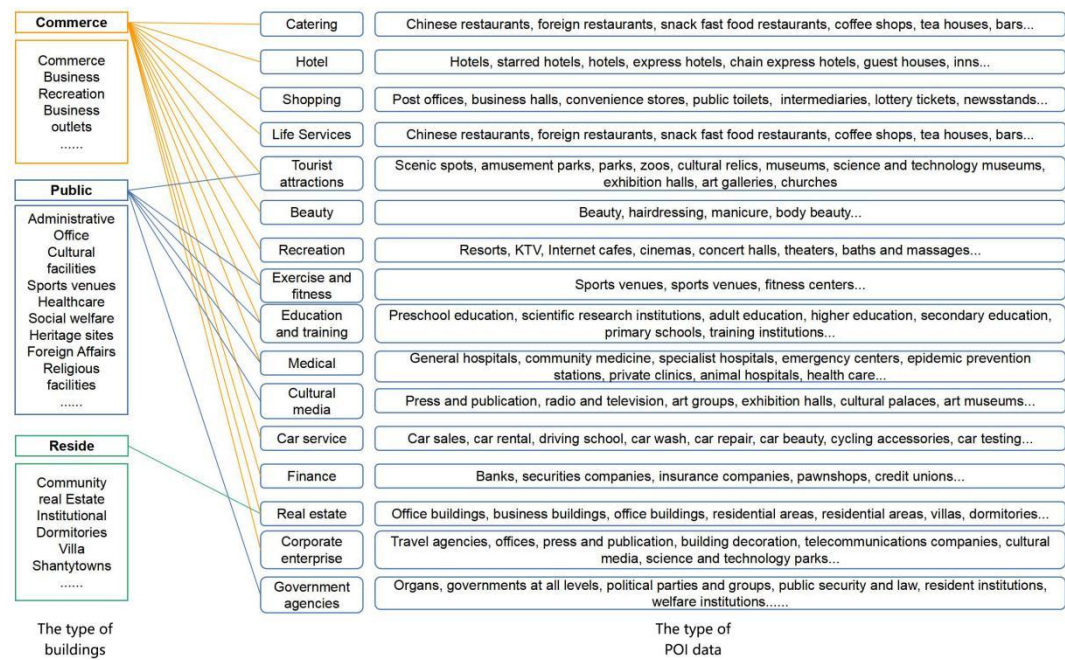 Commerce
Commerce
Business
Recreation
Business
outlets
......
Public
Administrative
Office
Cultural
facilities
Sports venues
Healthcare
Social welfare
Heritage sites
Foreign Affairs
Religious
facilities
......
Reside
Community
real Estate
Institutional
Dormitories
Villa
Shantytowns
......
The type of
buildings
Catering
Chinese restaurants, foreign restaurants, snack fast food restaurants, coffee shops, tea houses, bars...
Hotel
Hotels, starred hotels, hotels, express hotels, chain express hotels, guest houses, inns...
Shopping
Post offices, business halls, convenience stores, public toilets, intermediaries, lottery tickets, newsstands...
Life Services
Chinese restaurants, foreign restaurants, snack fast food restaurants, coffee shops, tea houses, bars...
Tourist
attractions
Scenic spots, amusement parks, parks, zoos, cultural relics, museums, science and technology museums,
exhibition halls, art galleries, churches
Beauty
Beauty, hairdressing, manicure, body beauty...
Recreation
Resorts, KTV, Internet cafes, cinemas, concert halls, theaters, baths and massages...
Exercise and
fitness
Sports venues, sports venues, fitness centers...
Education
and training
Preschool education, scientific research institutions, adult education, higher education, secondary education,
primary schools, training institutions...
Medical
General hospitals, community medicine, specialist hospitals, emergency centers, epidemic prevention
stations, private clinics, animal hospitals, health care...
Cultural
media
Press and publication, radio and television, art groups, exhibition halls, cultural palaces, art museums...
Car service
Car sales, car rental, driving school, car wash, car repair, car beauty, cycling accessories, car testing...
Finance
Banks, securities companies, insurance companies, pawnshops, credit unions...
Real estate
Office buildings, business buildings, office buildings, residential areas, residential areas, villas, dormitories...
Corporate
enterprise
Travel agencies, offices, press and publication, building decoration, telecommunications companies, cultural
media, science and technology parks...
Government
agencies
Organs, governments at all levels, political parties and groups, public security and law, resident institutions,
welfare institutions......
The type of
POI data